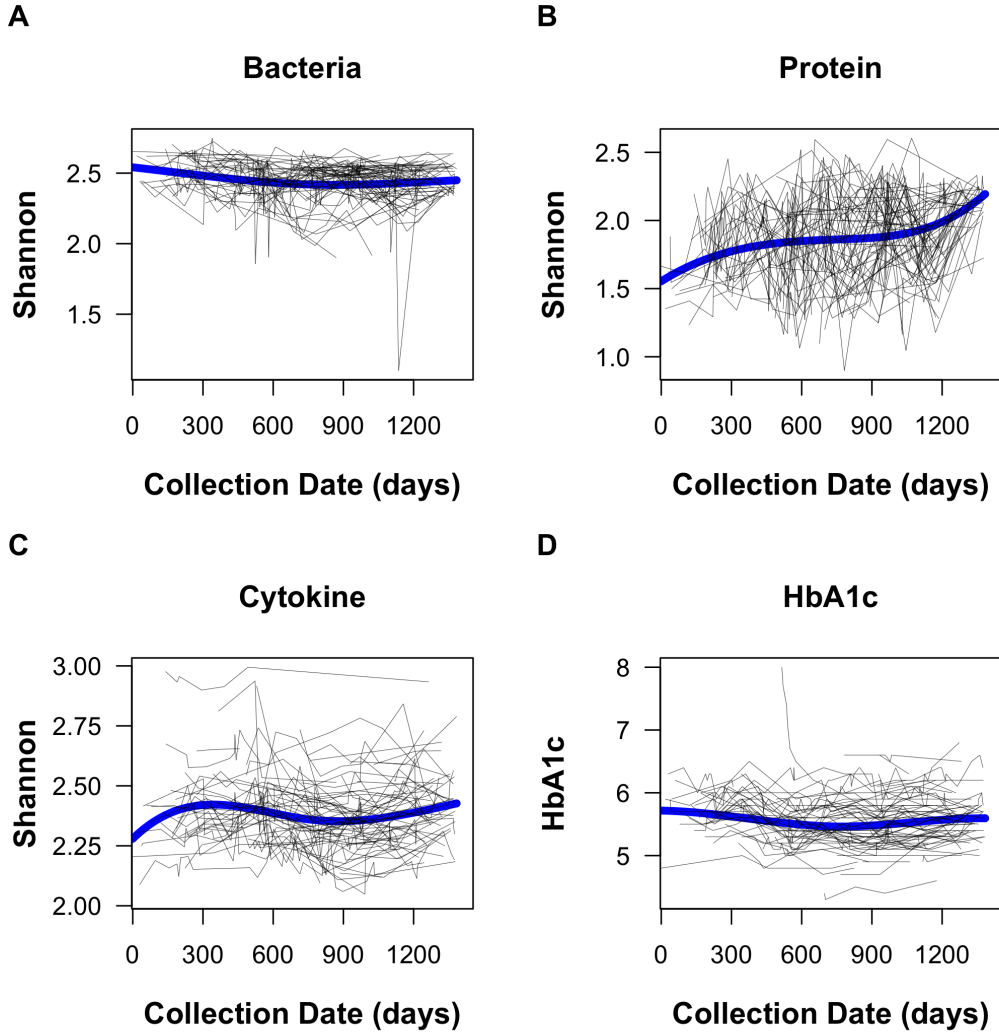 A
Bacteria
Shannon
2.5
2.0
1.5
0 300 600 900 1200
Collection Date (days)
B
Protein
Shannon
2.5
2.0
1.5
1.0
0 300 600 900 1200
Collection Date (days)
C
Cytokine
Shannon
3.00
2.75
2.50
2.25
2.00
0 300 600 900 1200
Collection Date (days)
D
HbA1c
HbA1c
8
7
6
5
0 300 600 900 1200
Collection Date (days)